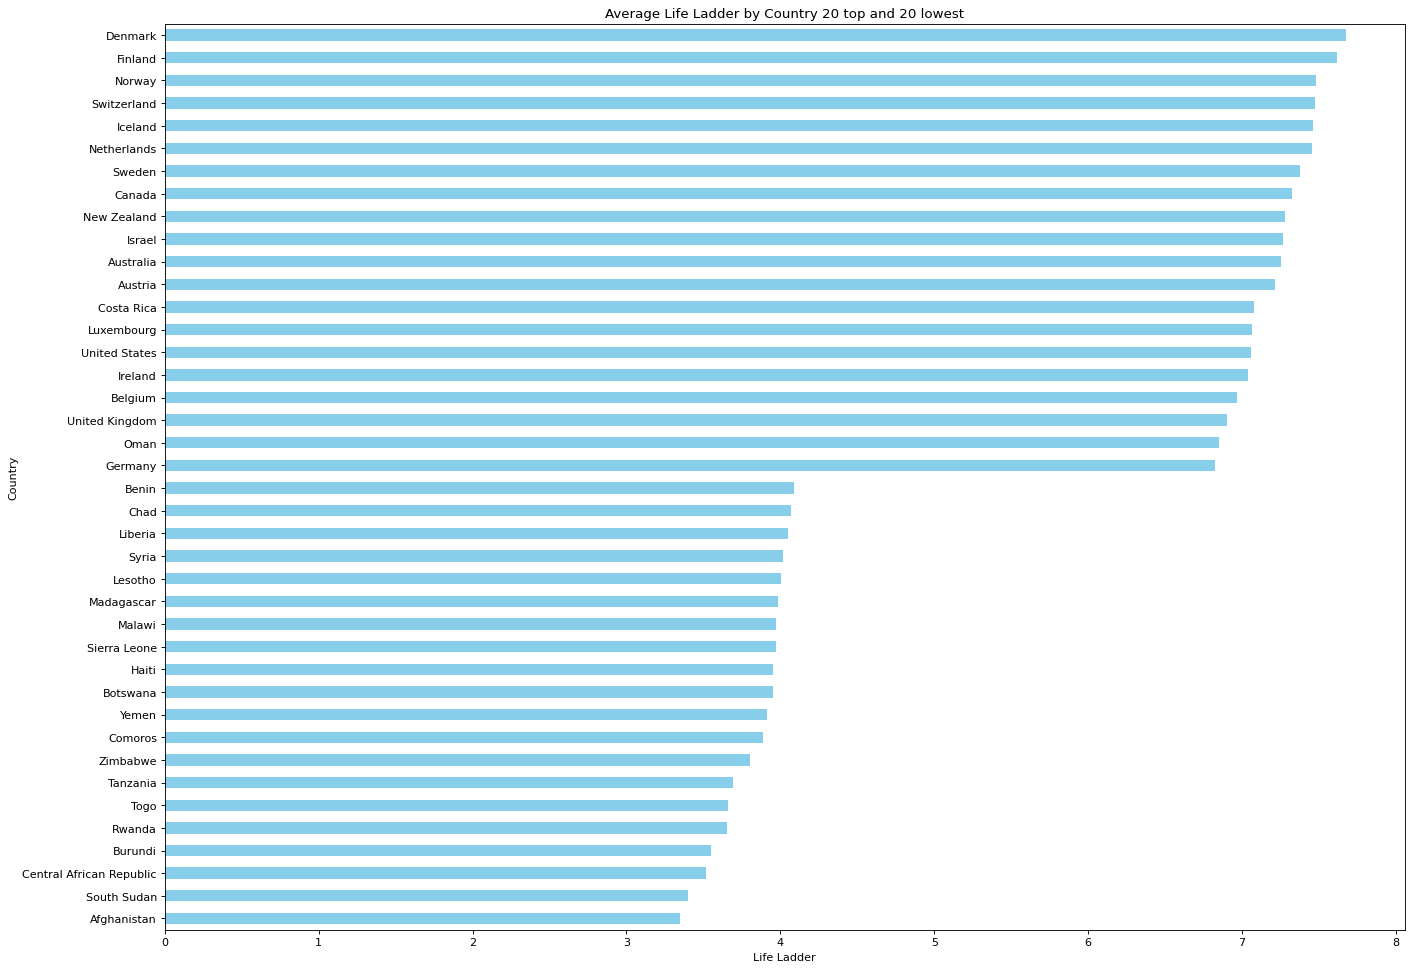 Average Life Ladder by Country 20 top and 20 lowest
Country
Denmark
Finland
Norway
Switzerland
Iceland
Netherlands
Sweden
Canada
New Zealand
Israel
Australia
Austria
Costa Rica
Luxembourg
United States
Ireland
Belgium
United Kingdom
Oman
Germany
Benin
Chad
Liberia
Syria
Lesotho
Madagascar
Malawi
Sierra Leone
Haiti
Botswana
Yemen
Comoros
Zimbabwe
Tanzania
Togo
Rwanda
Burundi
Central African Republic
South Sudan
Afghanistan
0 1 2 3 4 5 6 7 8
Life Ladder